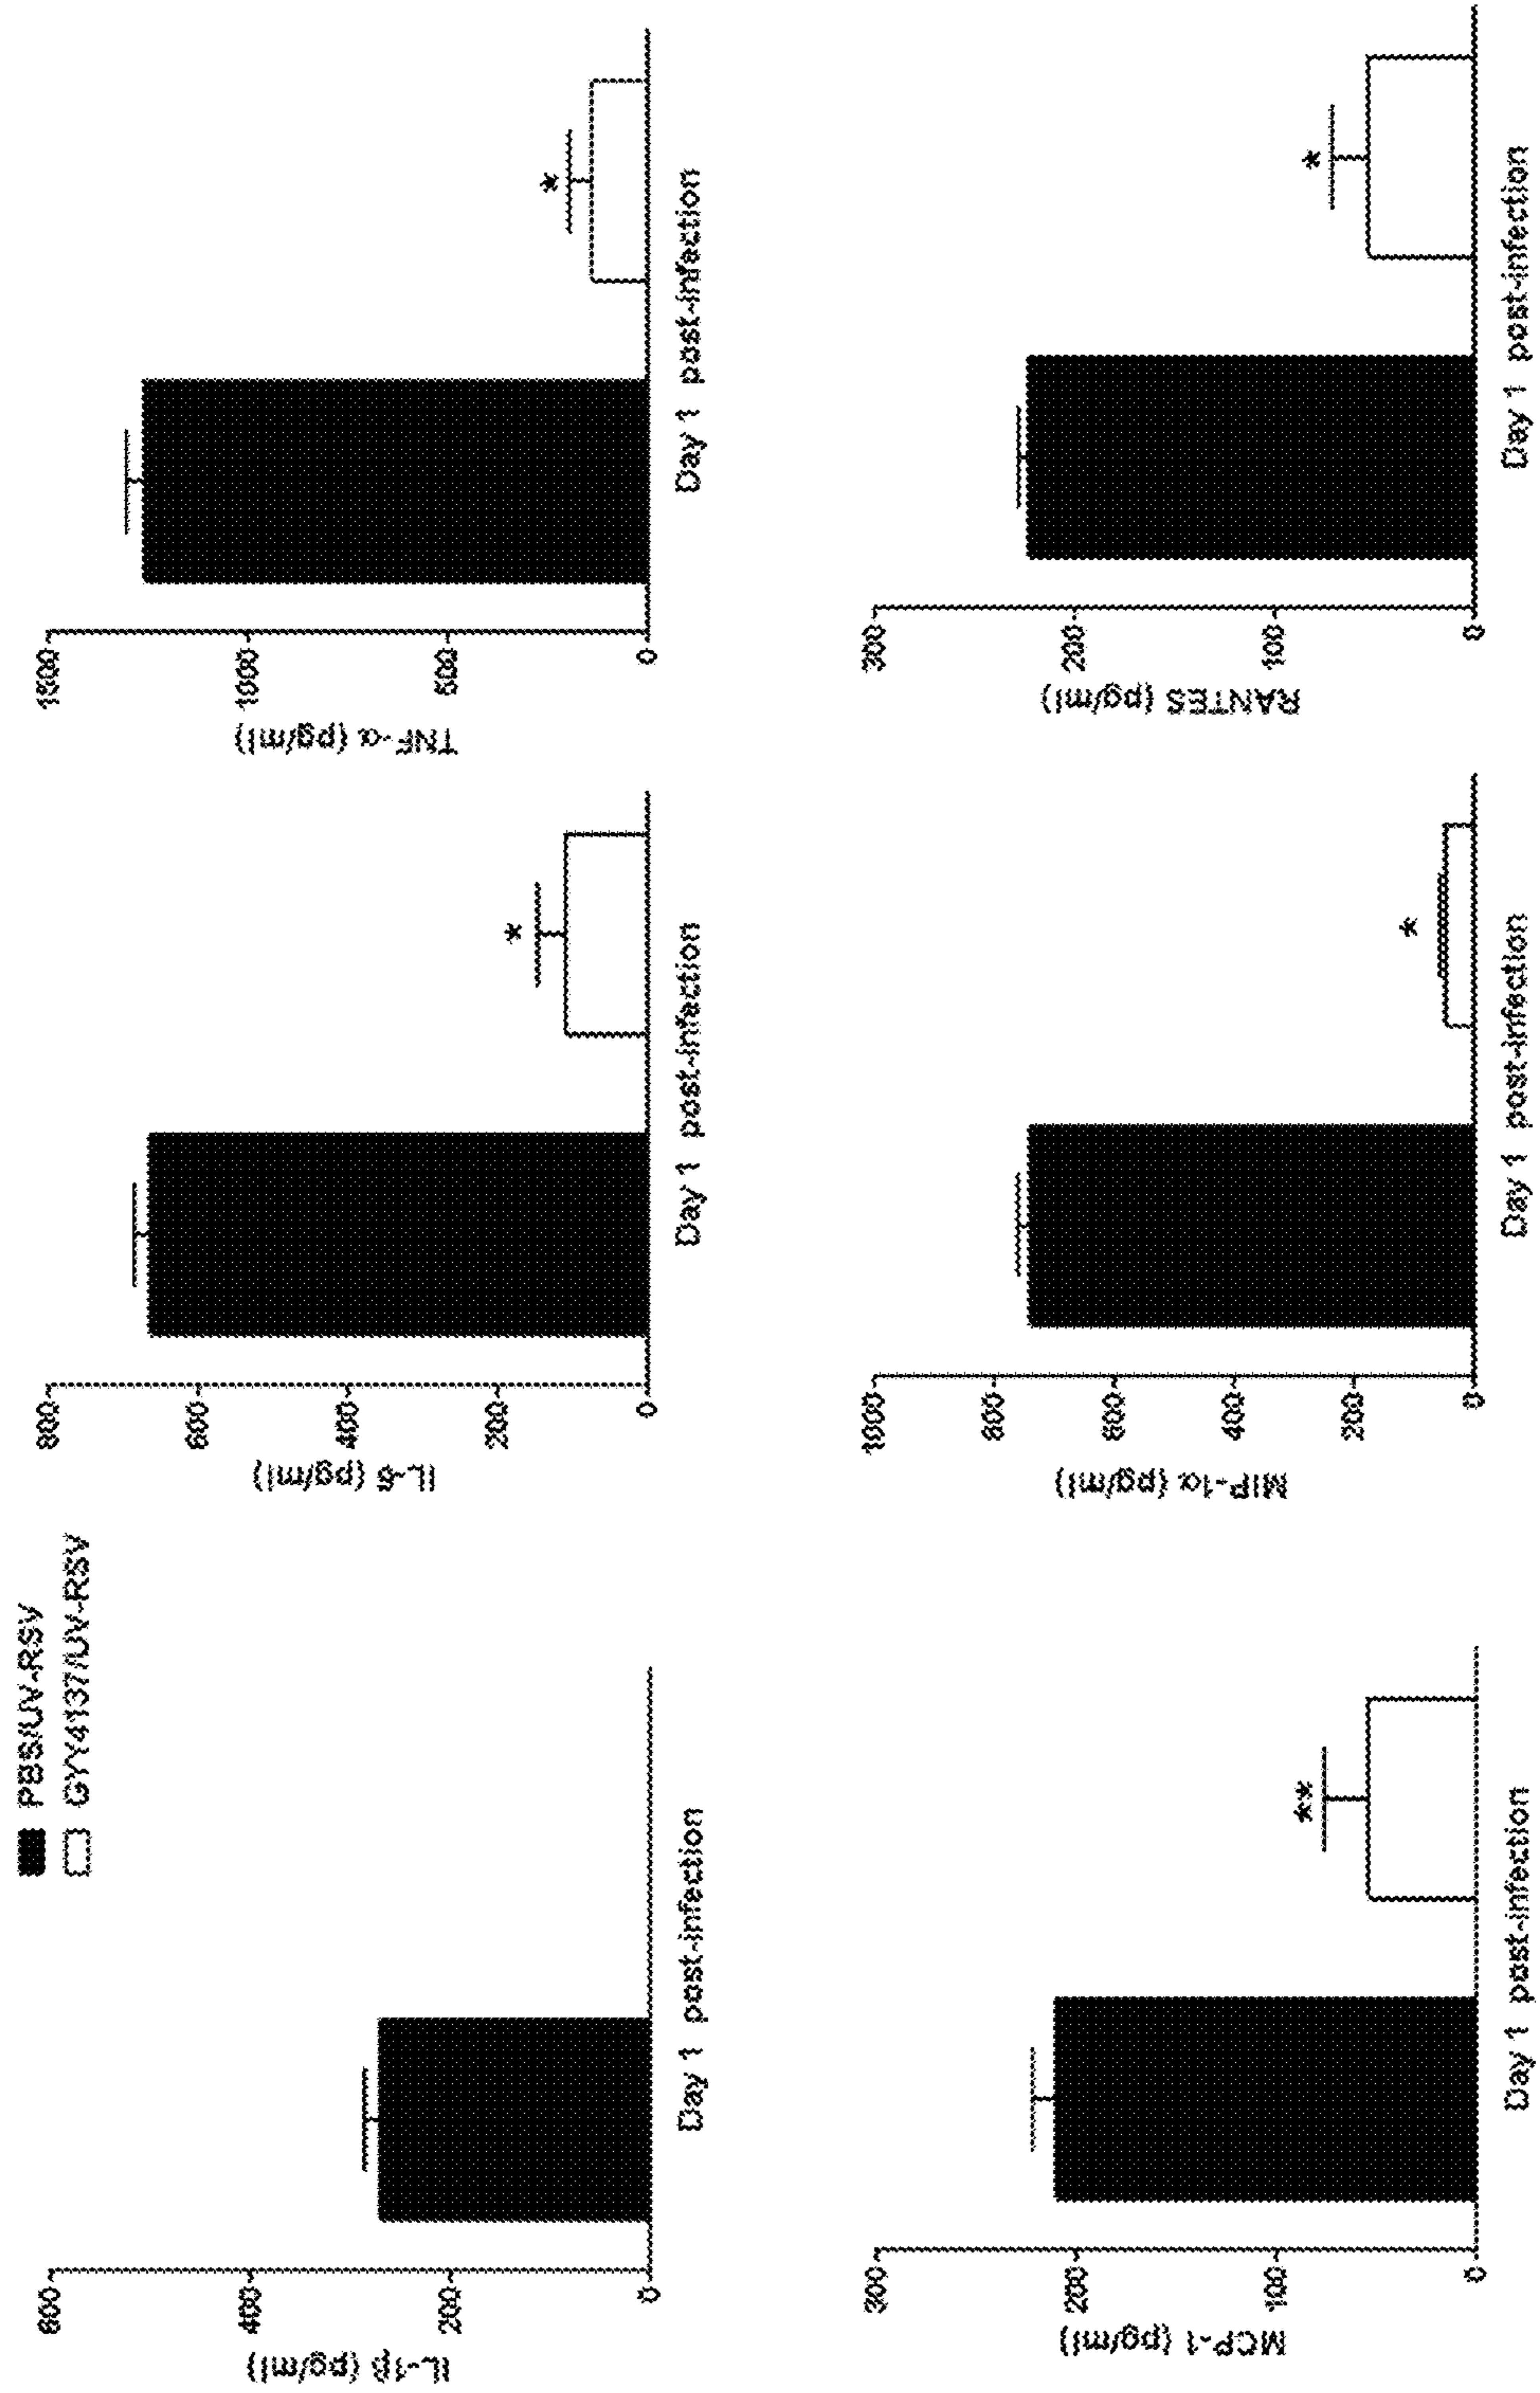 PBS/UV-RSV
GYY4137/UV-RSV
IL-1β (pg/ml)
600
400
200
0
Day 1 post-infection
IL-6 (pg/ml)
800
600
400
200
0
*
Day 1 post-infection
TNF-α (pg/ml)
1500
1000
500
0
*
Day 1 post-infection
MCP-1 (pg/ml)
300
200
100
0
**
Day 1 post-infection
MIP-1α (pg/ml)
1000
800
600
400
200
0
*
Day 1 post-infection
RANTES (pg/ml)
300
200
100
0
*
Day 1 post-infection